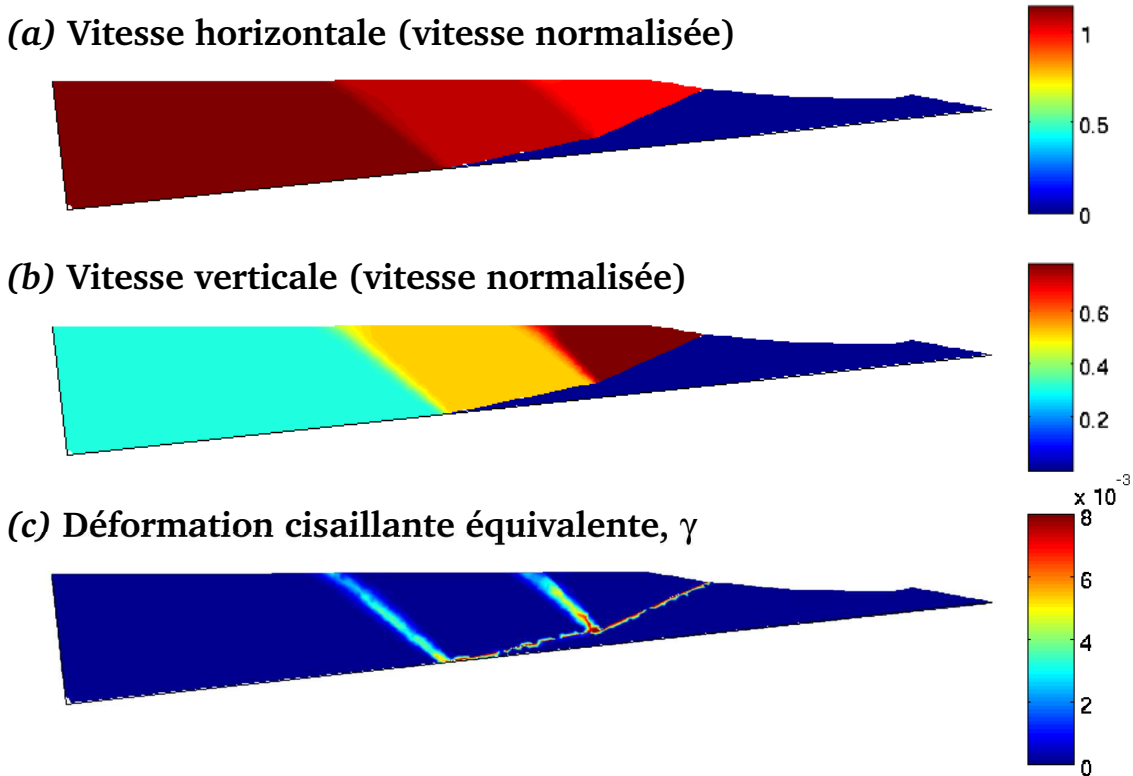 (a) Vitesse horizontale (vitesse normalisée)
1
0.5
0
(b) Vitesse verticale (vitesse normalisée)
0.6
0.4
0.2
x 10-3
(c) Déformation cisaillante équivalente, γ
8
6
4
2
0